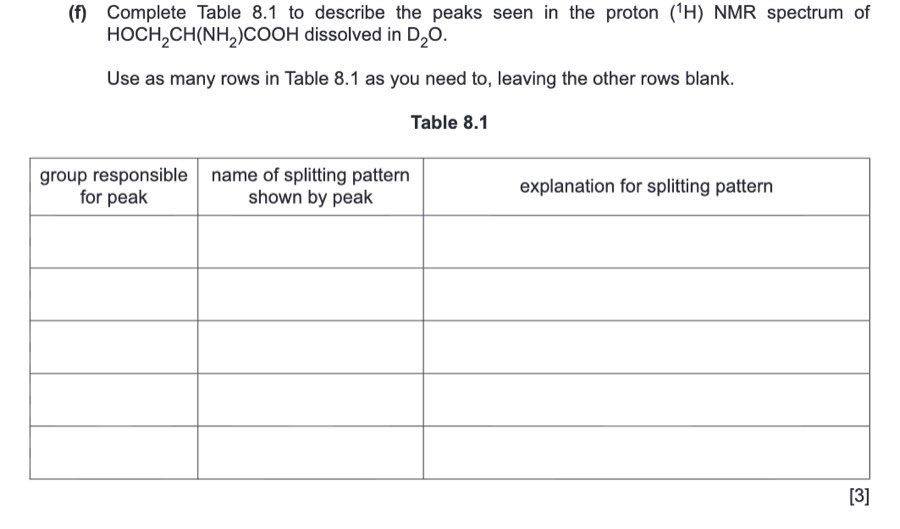 (f) Complete Table 8.1 to describe the peaks seen in the proton (¹H) NMR spectrum of
HOCH₂CH(NH₂)COOH dissolved in D₂O.
Use as many rows in Table 8.1 as you need to, leaving the other rows blank.
Table 8.1
group responsible
for peak
name of splitting pattern
shown by peak
explanation for splitting pattern
[3]